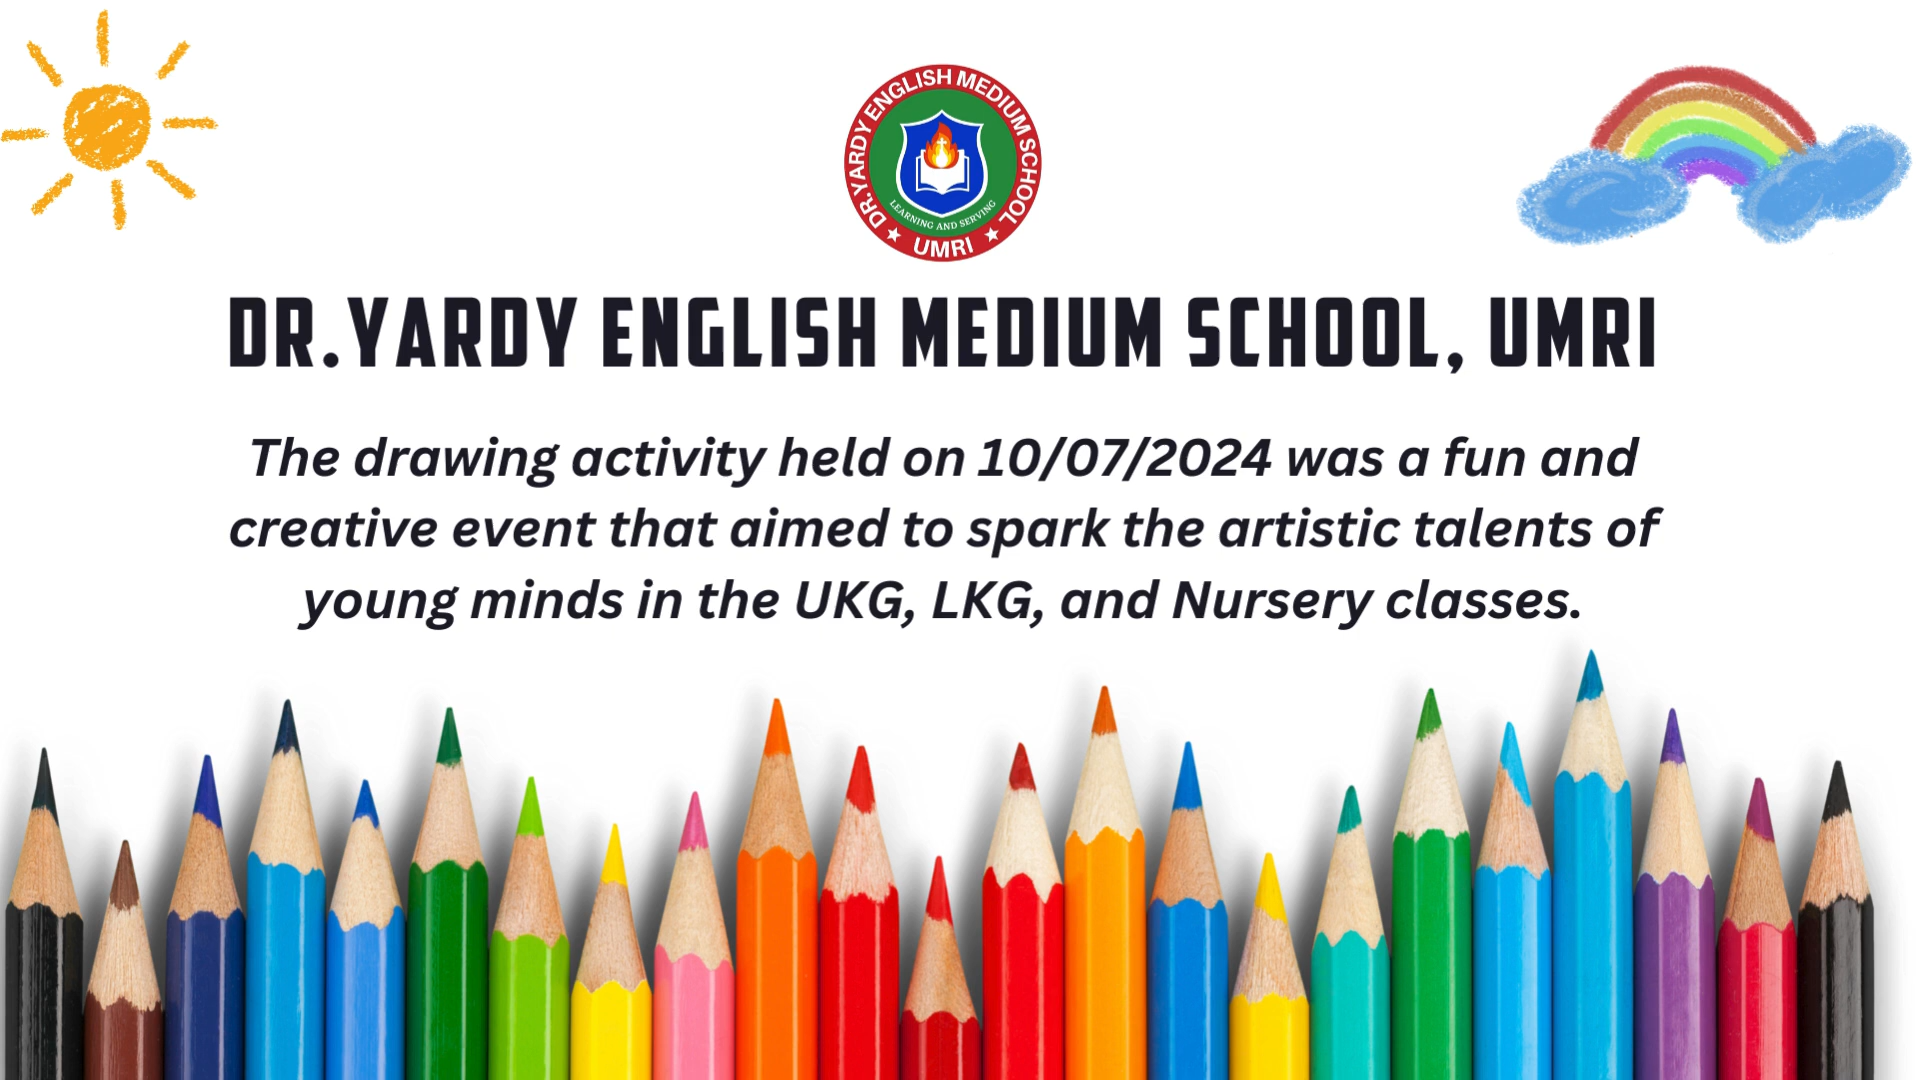 DR.YARDY ENGLISH MEDIUM SCHOOL
LEARNING AND SERVING
UMRI
DR.YARDY ENGLISH MEDIUM SCHOOL, UMRI
The drawing activity held on 10/07/2024 was a fun and
creative event that aimed to spark the artistic talents of
young minds in the UKG, LKG, and Nursery classes.